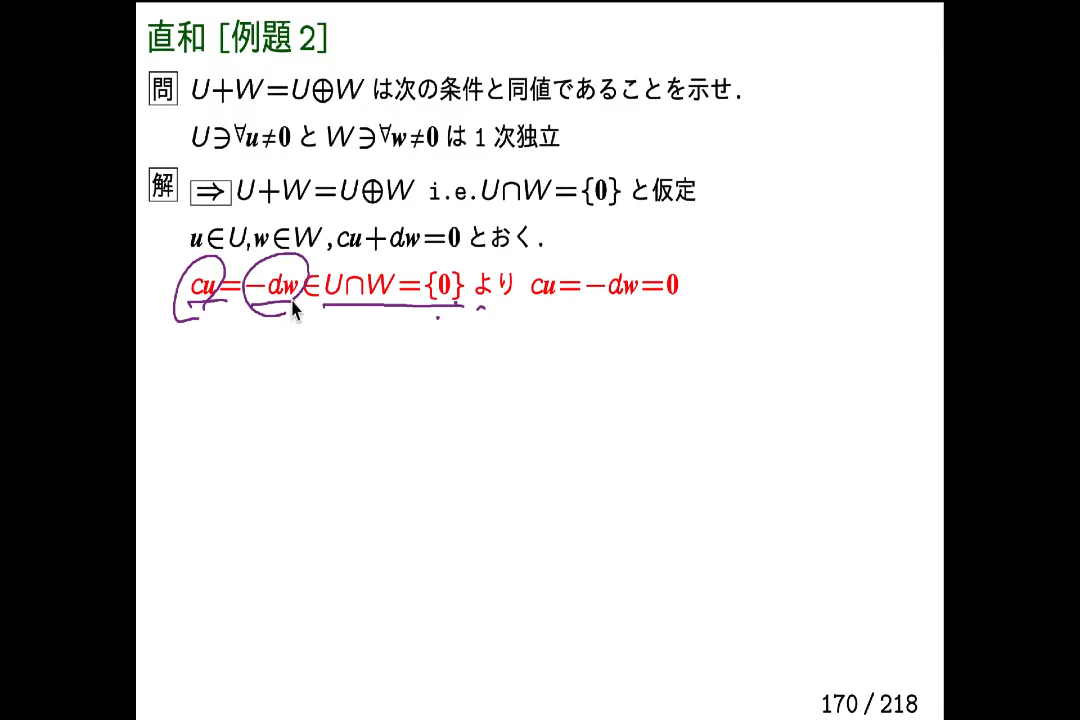 直和 [例題2]
問 U+W=U⊕W は次の条件と同値であることを示せ.
U∋∀u≠0 と W∋∀w≠0 は 1 次独立
解 ⇒ U+W=U⊕W i.e.U∩W={0} と仮定
u∈U,w∈W,cu+dw=0 とおく.
cu=−dw∈U∩W={0} より cu=−dw=0
170/218